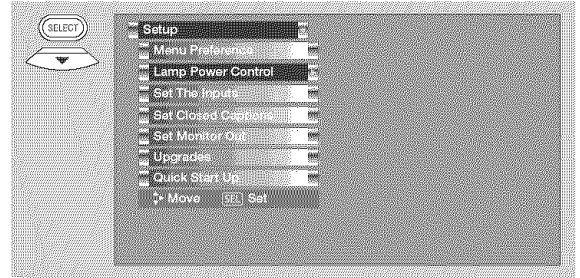 SELECT
Setup
Menu Preference
Lamp Power Control
Set The Inputs
Set Closed Captions
Set Monitor Out
Upgrades
Quick Start Up
Move SEL Set